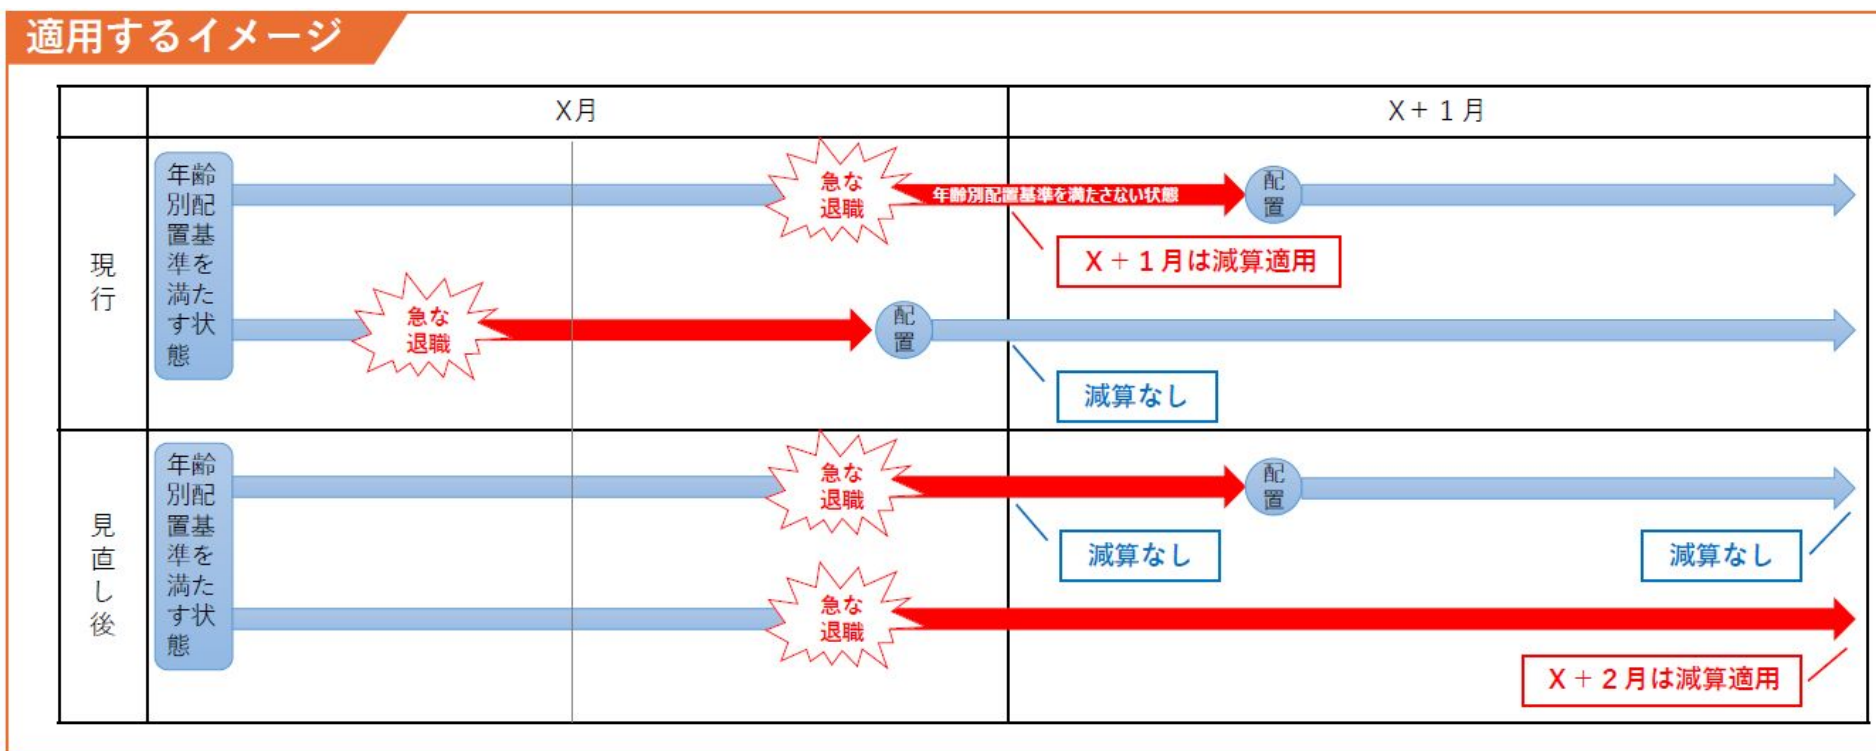 適用するイメージ
X月
X+1月
現行
年齢
別配
置基
準を
満た
す状
態
急な
退職
年齢別配置基準を満たさない状態
配
置
X+1月は減算適用
急な
退職
配
置
減算なし
見直し後
年齢
別配
置基
準を
満た
す状
態
急な
退職
配
置
減算なし
減算なし
急な
退職
X+2月は減算適用